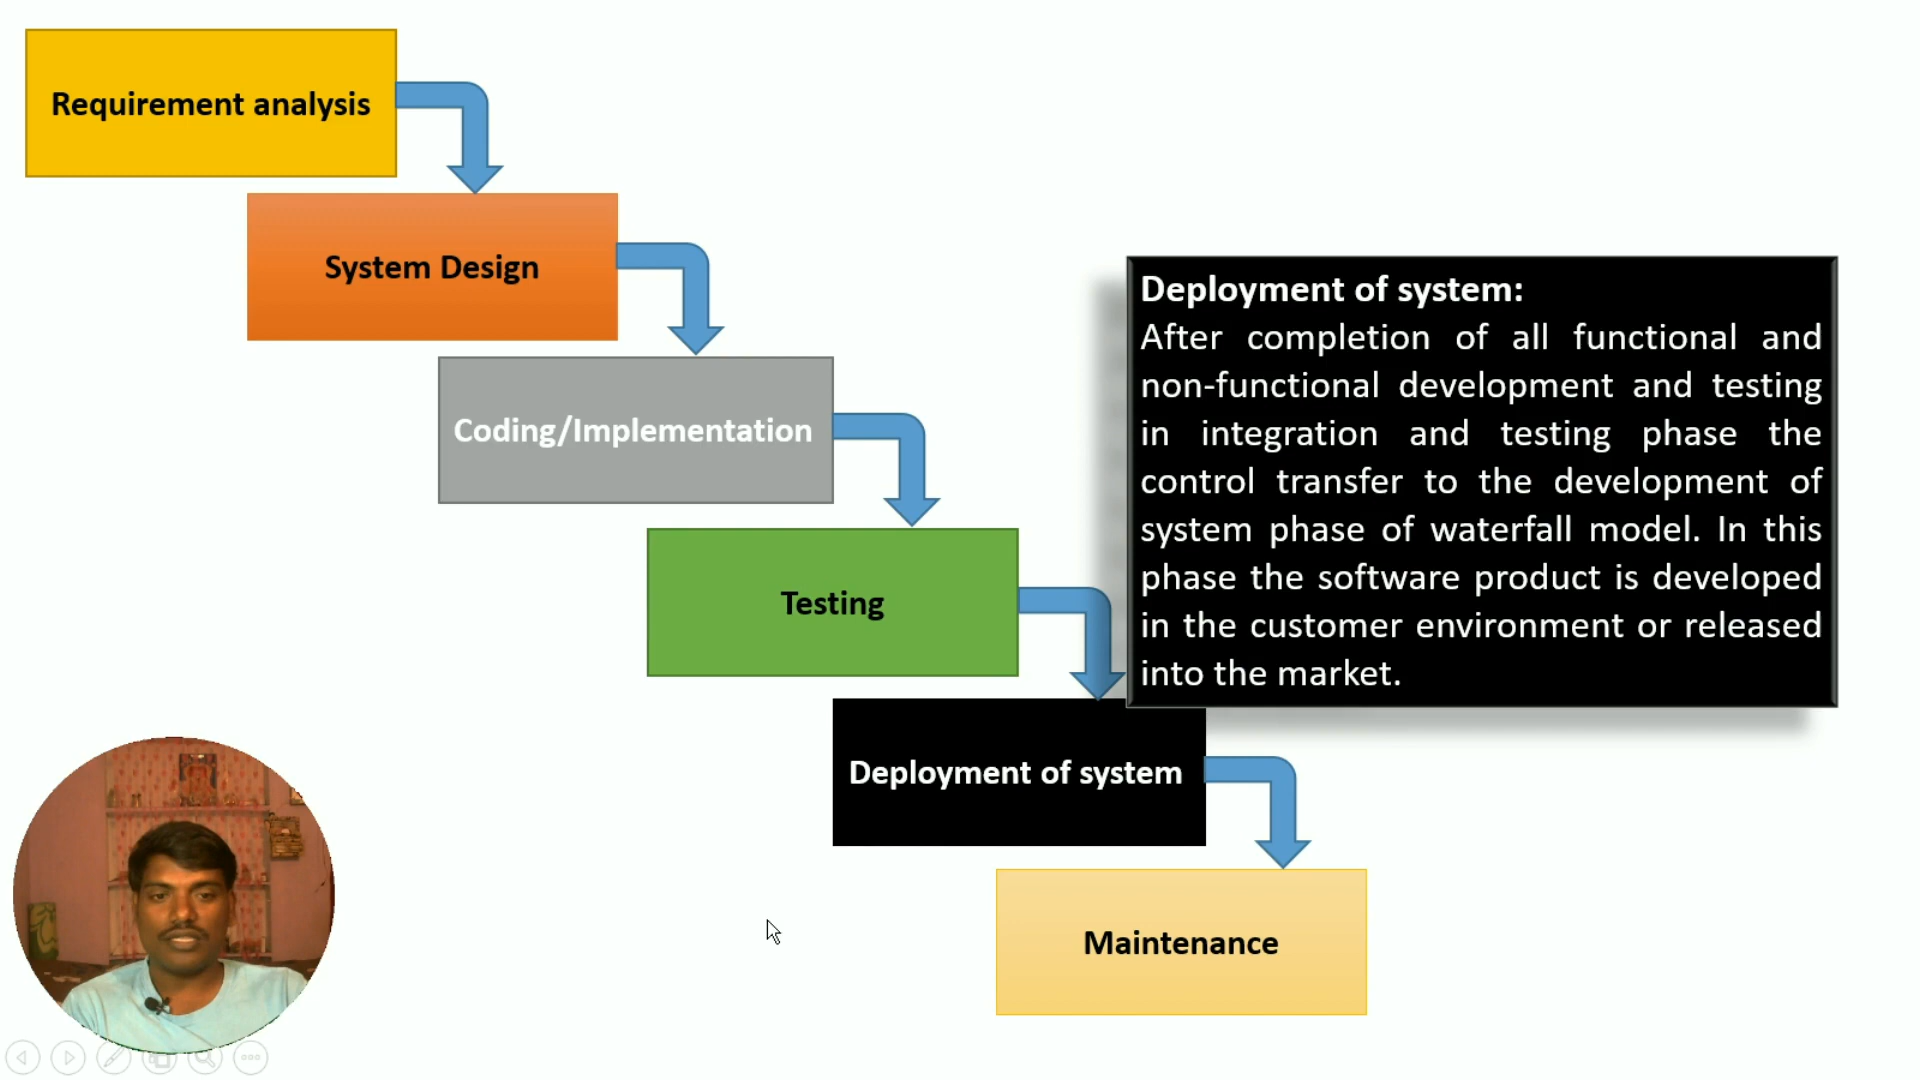 Requirement analysis
System Design
Coding/Implementation
Testing
Deployment of system
Maintenance
Deployment of system:
After completion of all functional and
non-functional development and testing
in integration and testing phase the
control transfer to the development of
system phase of waterfall model. In this
phase the software product is developed
in the customer environment or released
into the market.